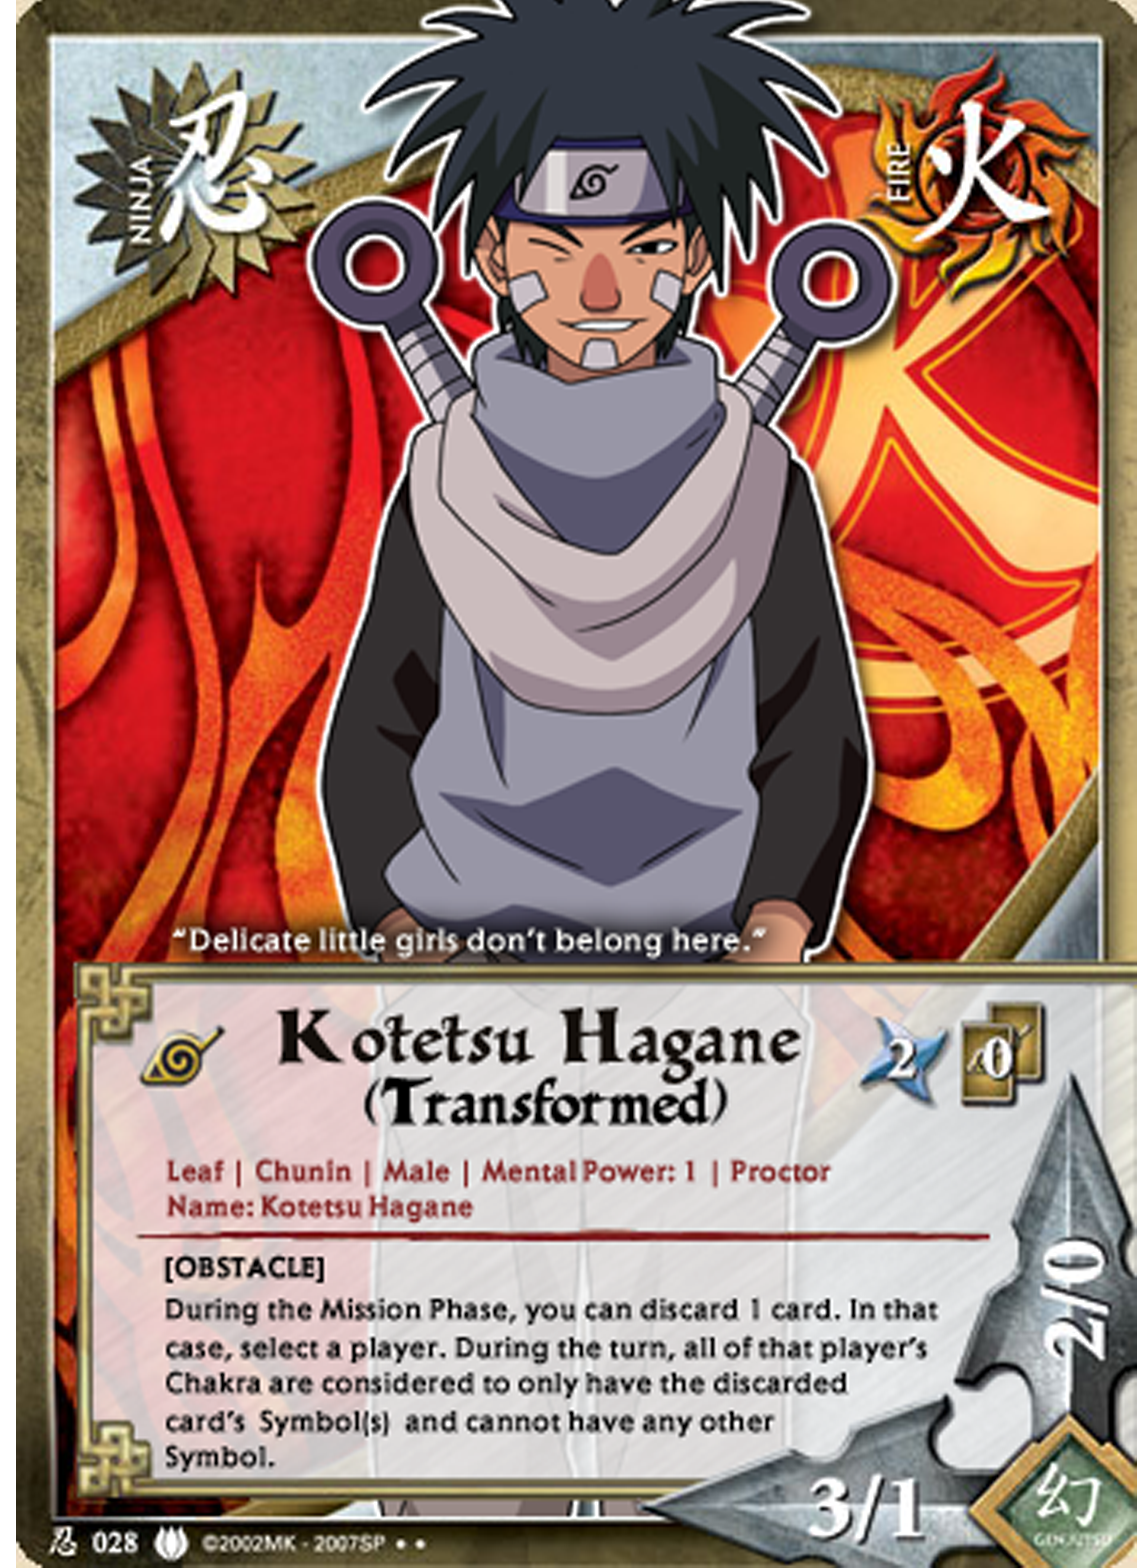 NINJA
忍
FIRE
火
"Delicate little girls don't belong here."
Kotetsu Hagane
2
0
(Transformed)
Leaf | Chunin | Male | Mental Power: 1 | Proctor
Name: Kotetsu Hagane
[OBSTACLE]
During the Mission Phase, you can discard 1 card. In that
case, select a player. During the turn, all of that player's
Chakra are considered to only have the discarded
card's Symbol(s) and cannot have any other
Symbol.
2/0
3/1
幻
GENJUTSU
忍 028 ©2002MK - 2007SP